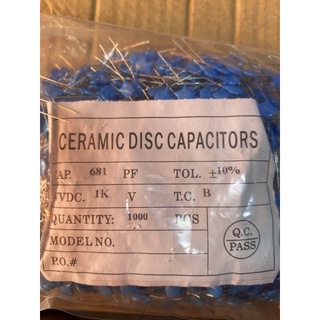 CERAMIC DISC CAPACITORS
CAP. 681 PF TOL. ±10%
WVDC. 1K V T.C. B
QUANTITY: 1000 PCS
MODEL NO.
P.O.#
Q.C.
PASS